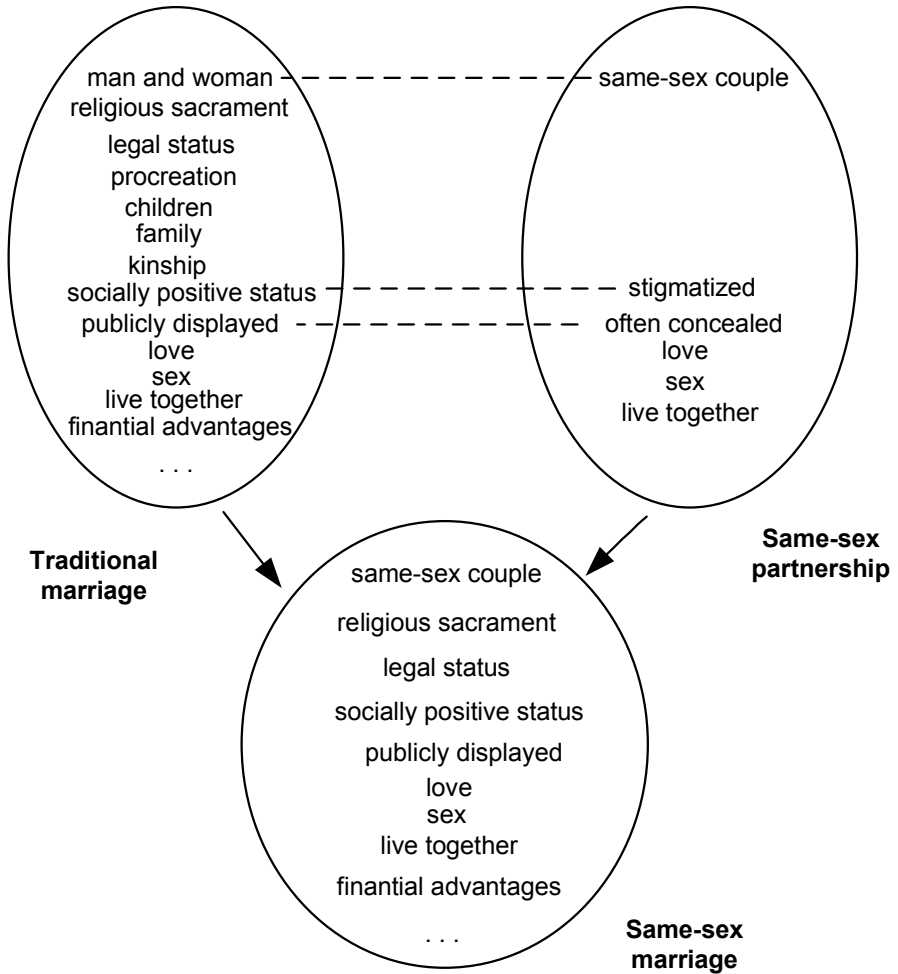 man and woman
religious sacrament
legal status
procreation
children
family
kinship
socially positive status
publicly displayed
love
sex
live together
finantial advantages
. . .
Traditional
marriage
same-sex couple
stigmatized
often concealed
love
sex
live together
Same-sex
partnership
same-sex couple
religious sacrament
legal status
socially positive status
publicly displayed
love
sex
live together
finantial advantages
. . .
Same-sex
marriage